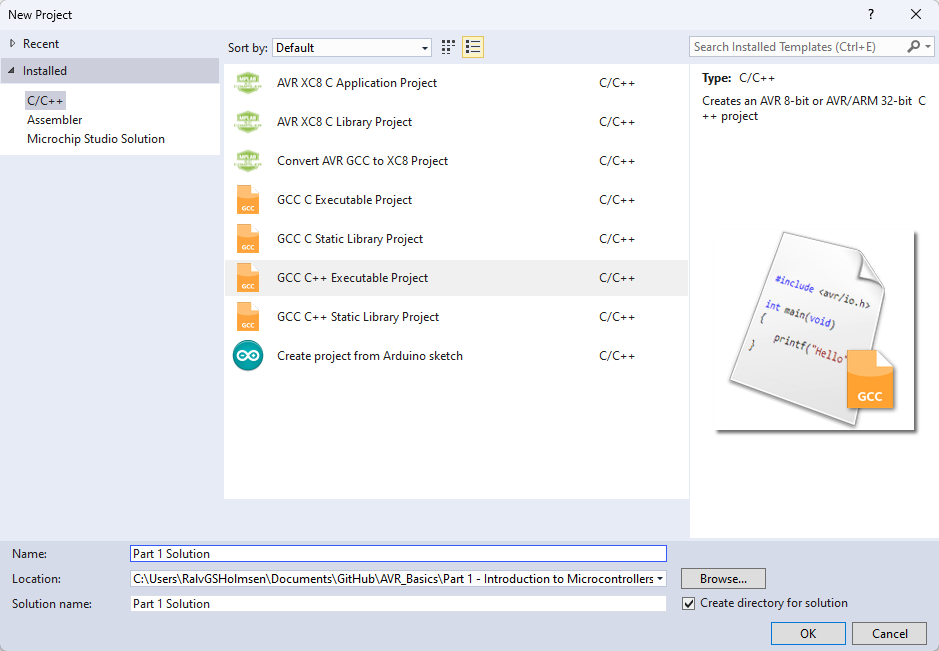 New Project
?
Recent
Installed
C/C++
Assembler
Microchip Studio Solution
Sort by: Default
Search Installed Templates (Ctrl+E)
AVR XC8 C Application Project C/C++
AVR XC8 C Library Project C/C++
Convert AVR GCC to XC8 Project C/C++
GCC GCC C Executable Project C/C++
GCC GCC C Static Library Project C/C++
GCC GCC C++ Executable Project C/C++
GCC GCC C++ Static Library Project C/C++
Create project from Arduino sketch C/C++
Type: C/C++
Creates an AVR 8-bit or AVR/ARM 32-bit C
++ project
#include <avr/io.h>
int main(void)
{
printf("Hello"
}
GCC
Name: Part 1 Solution
Location: C:\Users\RalvGSHolmsen\Documents\GitHub\AVR_Basics\Part 1 - Introduction to Microcontrollers
Browse...
Solution name: Part 1 Solution
Create directory for solution
OK
Cancel